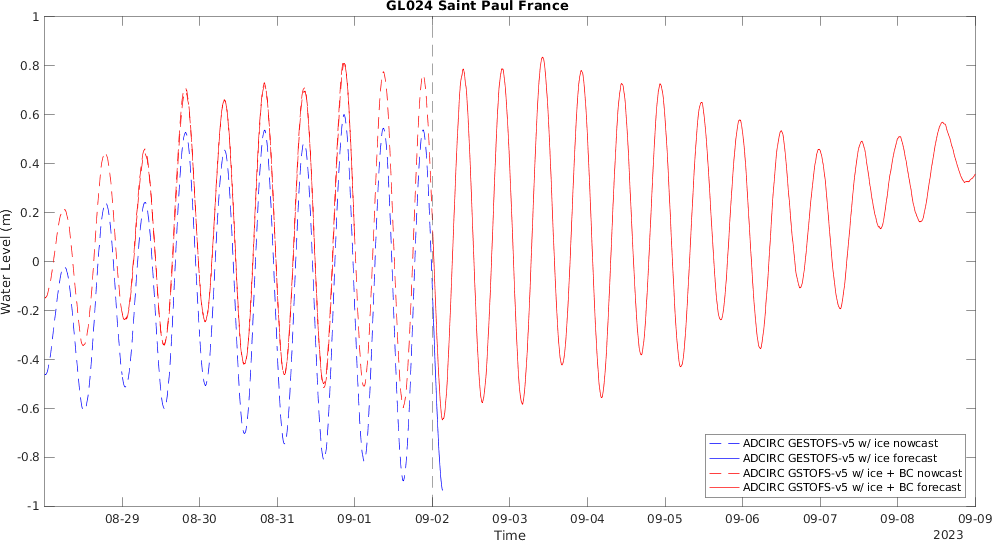 GL024 Saint Paul France
1
0.8
0.6
0.4
0.2
0
-0.2
-0.4
-0.6
-0.8
-1
Water Level (m)
ADCIRC GESTOFS-v5 w/ ice nowcast
ADCIRC GESTOFS-v5 w/ ice forecast
ADCIRC GSTOFS-v5 w/ ice + BC nowcast
ADCIRC GSTOFS-v5 w/ ice + BC forecast
08-29 08-30 08-31 09-01 09-02 09-03 09-04 09-05 09-06 09-07 09-08 09-09
Time
2023